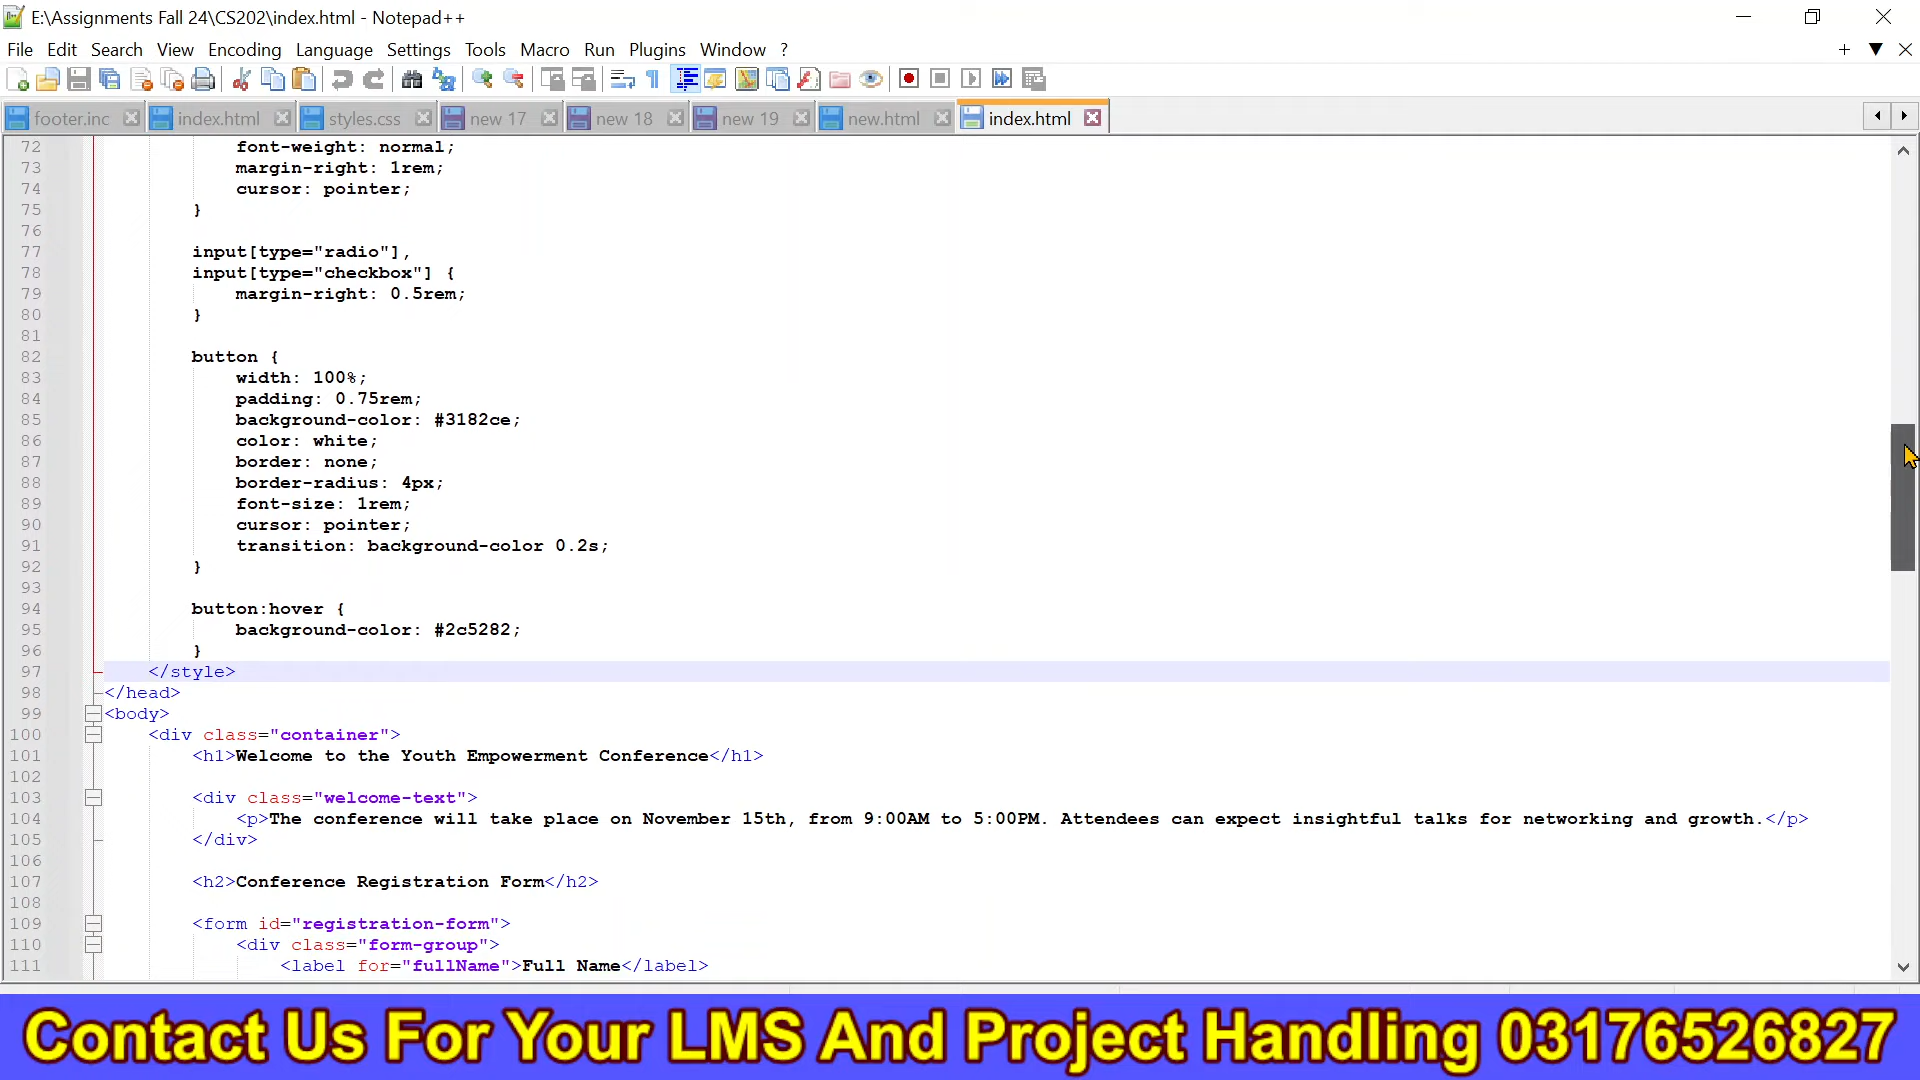 E:\Assignments Fall 24\CS202\index.html - Notepad++
File Edit Search View Encoding Language Settings Tools Macro Run Plugins Window ?
footer.inc index.html styles.css new 17 new 18 new 19 new.html index.html
72 font-weight: normal;
73 margin-right: 1rem;
74 cursor: pointer;
75 }
76
77 input[type="radio"],
78 input[type="checkbox"] {
79 margin-right: 0.5rem;
80 }
81
82 button {
83 width: 100%;
84 padding: 0.75rem;
85 background-color: #3182ce;
86 color: white;
87 border: none;
88 border-radius: 4px;
89 font-size: 1rem;
90 cursor: pointer;
91 transition: background-color 0.2s;
92 }
93
94 button:hover {
95 background-color: #2c5282;
96 }
97 </style>
98 </head>
99 <body>
100 <div class="container">
101 <h1>Welcome to the Youth Empowerment Conference</h1>
102
103 <div class="welcome-text">
104 <p>The conference will take place on November 15th, from 9:00AM to 5:00PM. Attendees can expect insightful talks for networking and growth.</p>
105 </div>
106
107 <h2>Conference Registration Form</h2>
108
109 <form id="registration-form">
110 <div class="form-group">
111 <label for="fullName">Full Name</label>
Contact Us For Your LMS And Project Handling 03176526827